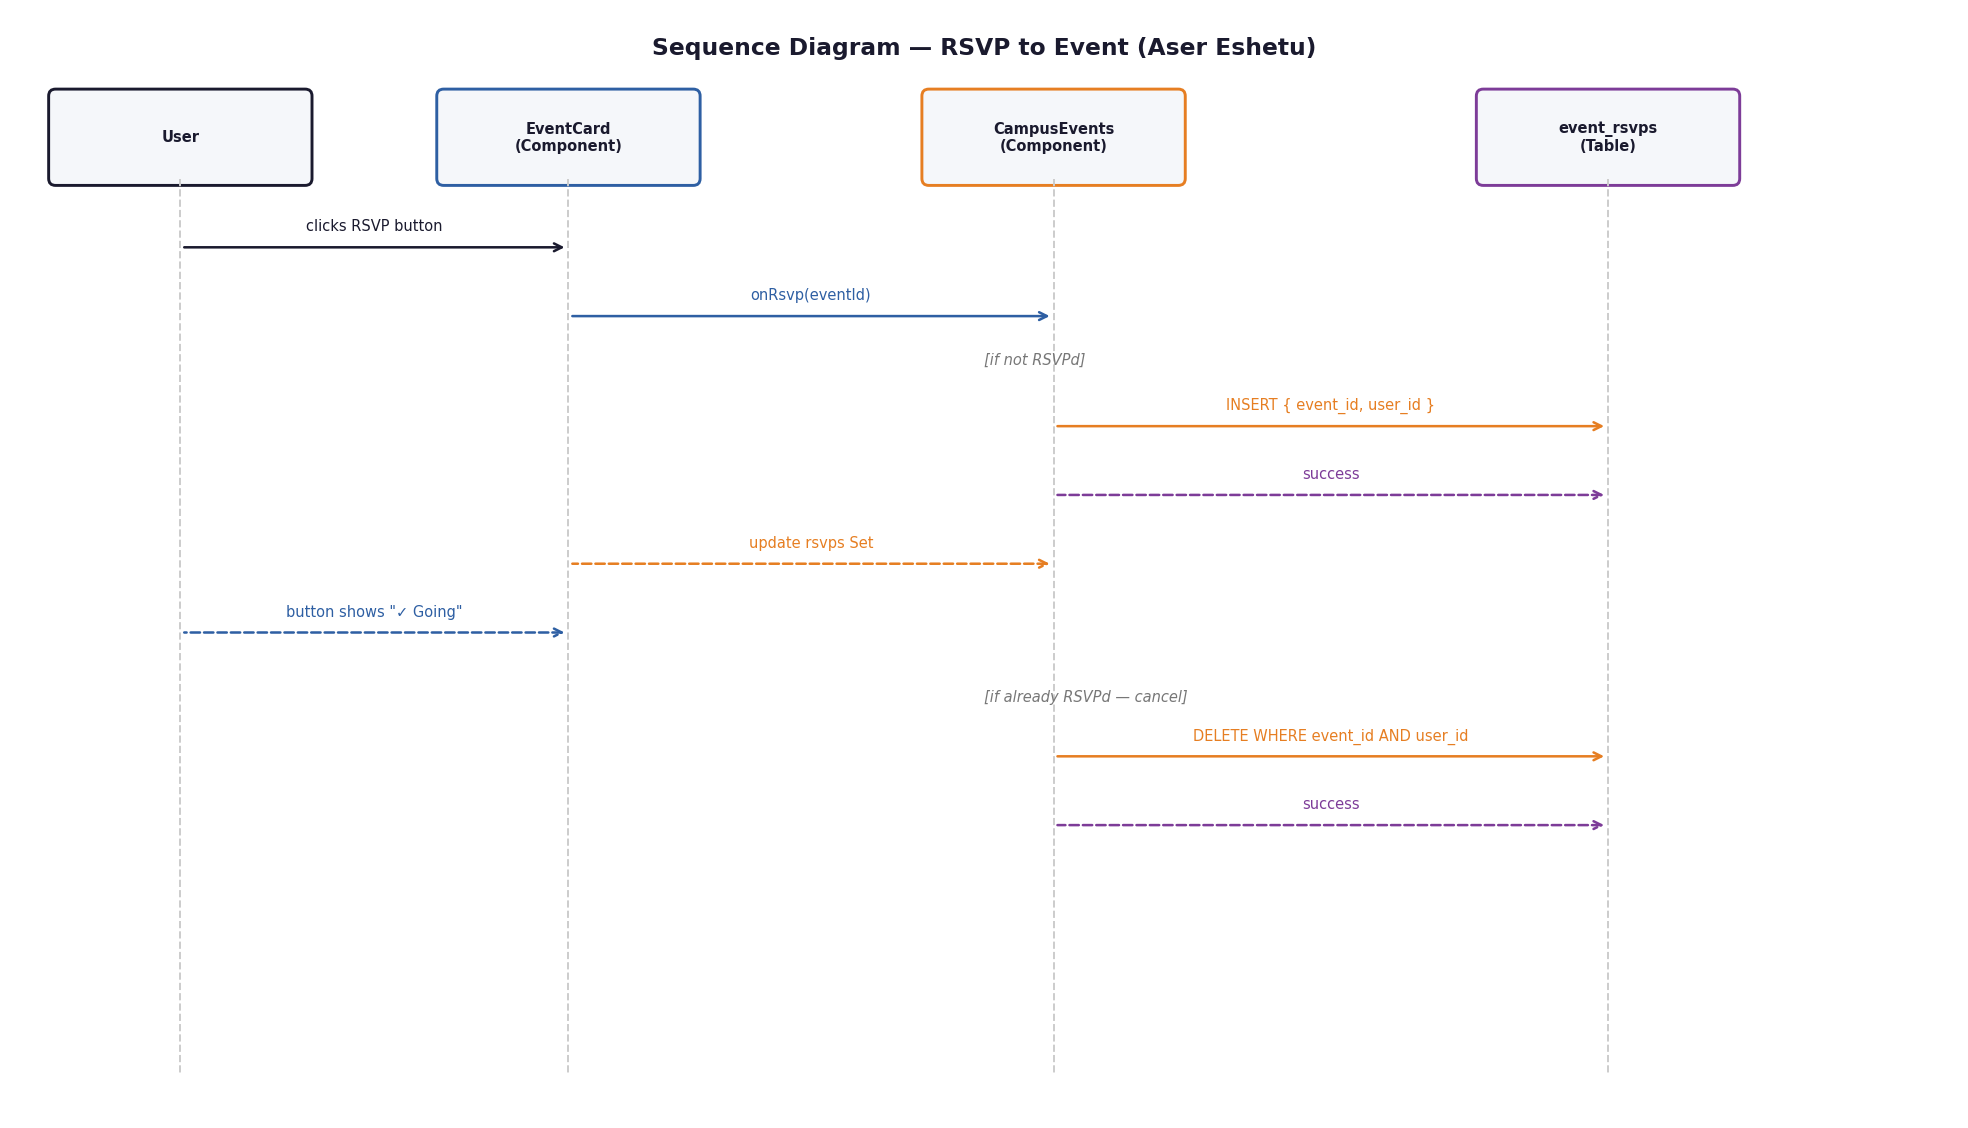 Sequence Diagram — RSVP to Event (Aser Eshetu)
User
EventCard
(Component)
CampusEvents
(Component)
event_rsvps
(Table)
clicks RSVP button
onRsvp(eventId)
[if not RSVPd]
INSERT { event_id, user_id }
success
update rsvps Set
button shows "✓ Going"
[if already RSVPd — cancel]
DELETE WHERE event_id AND user_id
success